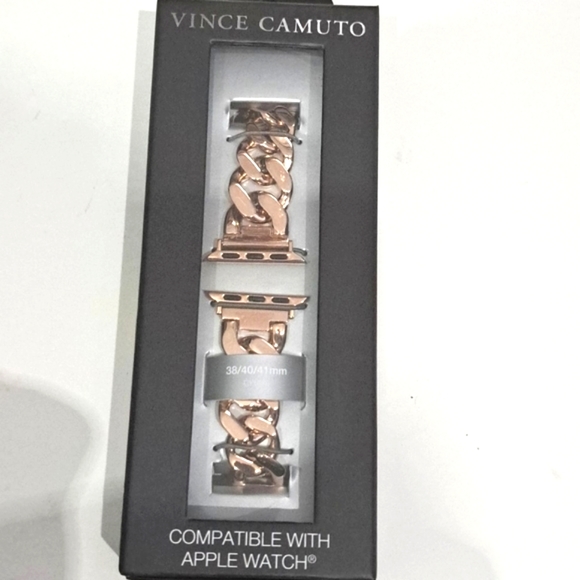 VINCE CAMUTO
38/40/41mm
COMPATIBLE WITH
APPLE WATCH®